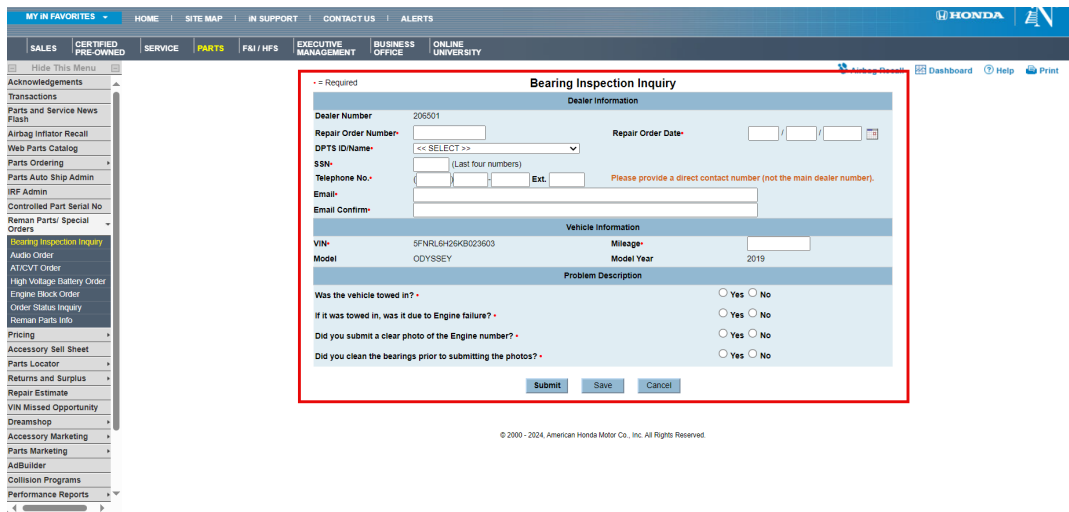 MY iN FAVORITES
HOME
SITE MAP
iN SUPPORT
CONTACT US
ALERTS
HONDA
SALES
CERTIFIED
PRE-OWNED
SERVICE
PARTS
F&I / HFS
EXECUTIVE
MANAGEMENT
BUSINESS
OFFICE
ONLINE
UNIVERSITY
Hide This Menu
Airbag Recall
Dashboard
Help
Print
Acknowledgements
Transactions
Parts and Service News
Flash
Airbag Inflator Recall
Web Parts Catalog
Parts Ordering
Parts Auto Ship Admin
IRF Admin
Controlled Part Serial No
Reman Parts/ Special
Orders
Bearing Inspection Inquiry
Audio Order
AT/CVT Order
High Voltage Battery Order
Engine Block Order
Order Status Inquiry
Reman Parts Info
Pricing
Accessory Sell Sheet
Parts Locator
Returns and Surplus
Repair Estimate
VIN Missed Opportunity
Dreamshop
Accessory Marketing
Parts Marketing
AdBuilder
Collision Programs
Performance Reports
• = Required
Bearing Inspection Inquiry
Dealer Information
Dealer Number 206501
Repair Order Number• Repair Order Date• / /
DPTS ID/Name• << SELECT >>
SSN• (Last four numbers)
Telephone No.• ( ) - Ext. Please provide a direct contact number (not the main dealer number).
Email•
Email Confirm•
Vehicle Information
VIN• 5FNRL6H26KB023603 Mileage•
Model ODYSSEY Model Year 2019
Problem Description
Was the vehicle towed in? • Yes No
If it was towed in, was it due to Engine failure? • Yes No
Did you submit a clear photo of the Engine number? • Yes No
Did you clean the bearings prior to submitting the photos? • Yes No
Submit Save Cancel
© 2000 - 2024, American Honda Motor Co., Inc. All Rights Reserved.